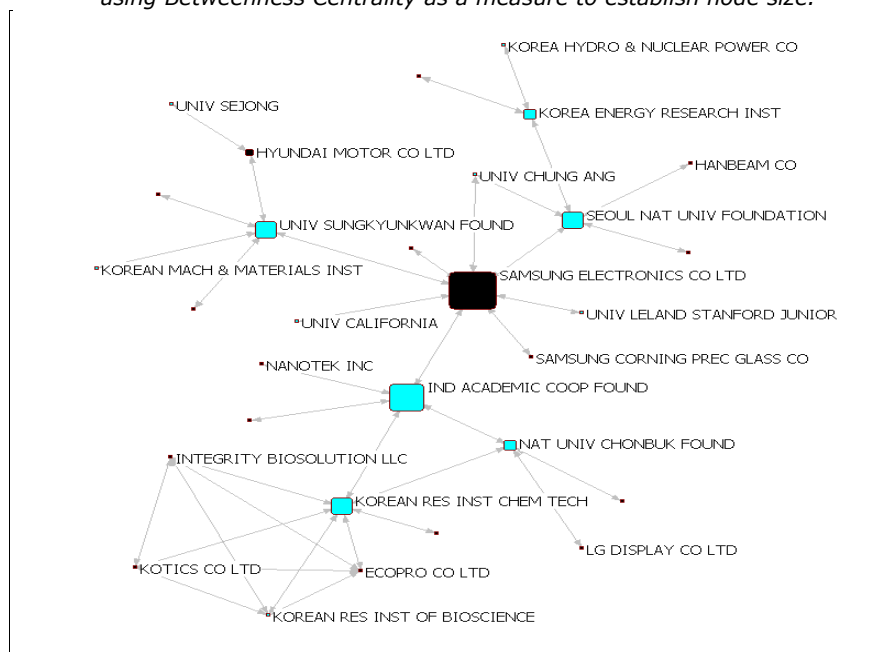 using Betweenness Centrality as a measure to establish node size.
KOREA HYDRO & NUCLEAR POWER CO
UNIV SEJONG
KOREA ENERGY RESEARCH INST
HYUNDAI MOTOR CO LTD
HANBEAM CO
UNIV CHUNG ANG
SEOUL NAT UNIV FOUNDATION
UNIV SUNGKYUNKWAN FOUND
KOREAN MACH & MATERIALS INST
SAMSUNG ELECTRONICS CO LTD
UNIV LELAND STANFORD JUNIOR
UNIV CALIFORNIA
SAMSUNG CORNING PREC GLASS CO
NANOTEK INC
IND ACADEMIC COOP FOUND
NAT UNIV CHONBUK FOUND
INTEGRITY BIOSOLUTION LLC
KOREAN RES INST CHEM TECH
LG DISPLAY CO LTD
KOTICS CO LTD
ECOPRO CO LTD
KOREAN RES INST OF BIOSCIENCE